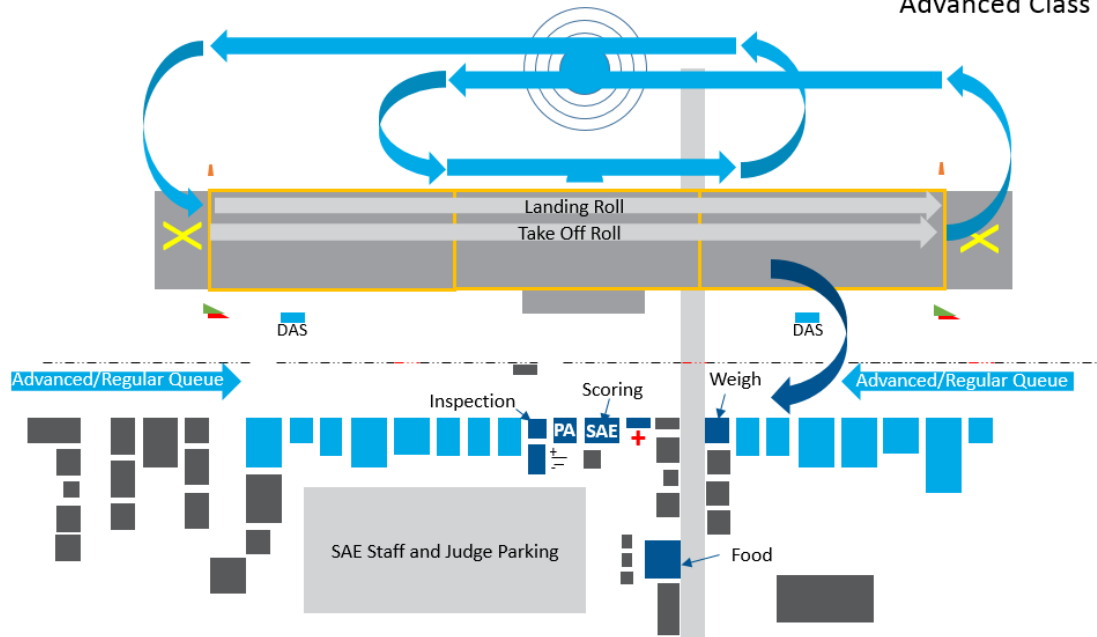 Advanced Class
Landing Roll
Take Off Roll
DAS
DAS
Advanced/Regular Queue
Advanced/Regular Queue
Scoring
Weigh
Inspection
PA
SAE
SAE Staff and Judge Parking
Food